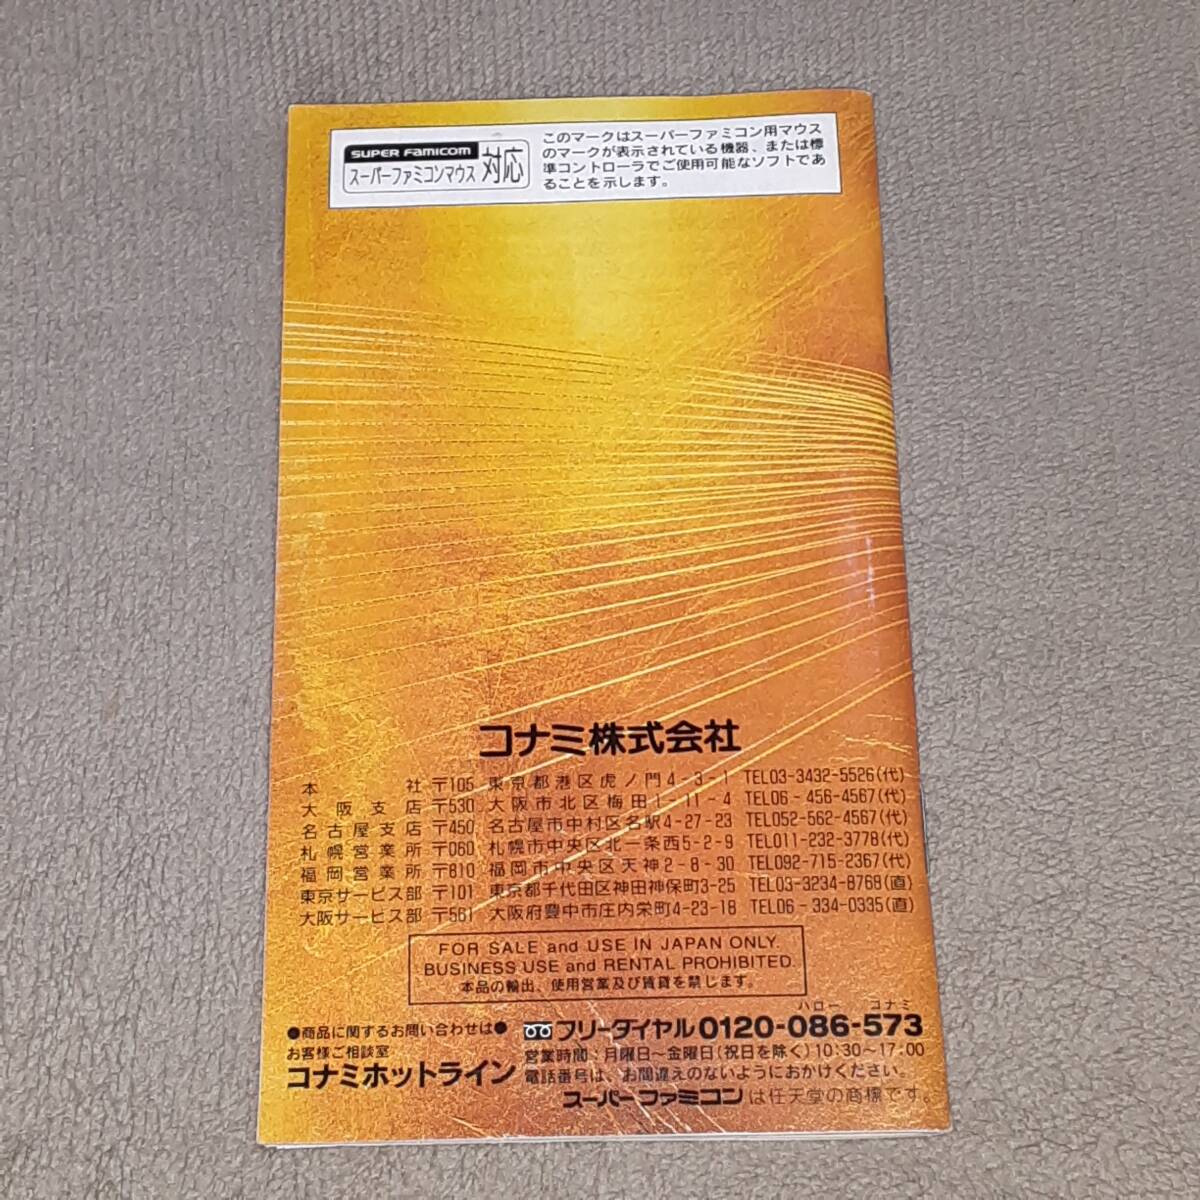 SUPER FAMICOM
スーパーファミコンマウス 対応
このマークはスーパーファミコン用マウス
のマークが表示されている機器、または標
準コントローラでご使用可能なソフトであ
ることを示します。
コナミ株式会社
本社 〒105 東京都港区虎ノ門4-3-1 TEL03-3432-5526(代)
大阪支店 〒530 大阪市北区梅田1-11-4 TEL06-456-4567(代)
名古屋支店 〒450 名古屋市中村区名駅4-27-23 TEL052-562-4567(代)
札幌営業所 〒060 札幌市中央区北一条西5-2-9 TEL011-232-3778(代)
福岡営業所 〒810 福岡市中央区天神2-8-30 TEL092-715-2367(代)
東京サービス部 〒101 東京都千代田区神田神保町3-25 TEL03-3234-8768(直)
大阪サービス部 〒561 大阪府豊中市庄内栄町4-23-18 TEL06-334-0335(直)
FOR SALE and USE IN JAPAN ONLY.
BUSINESS USE and RENTAL PROHIBITED.
本品の輸出、使用営業及び賃貸を禁じます。
ハロー コナミ
●商品に関するお問い合わせは● フリーダイヤル0120-086-573
お客様ご相談室 営業時間:月曜日~金曜日(祝日を除く)10:30~17:00
コナミホットライン 電話番号は、お間違えのないようにおかけください。
スーパーファミコンは任天堂の商標です。